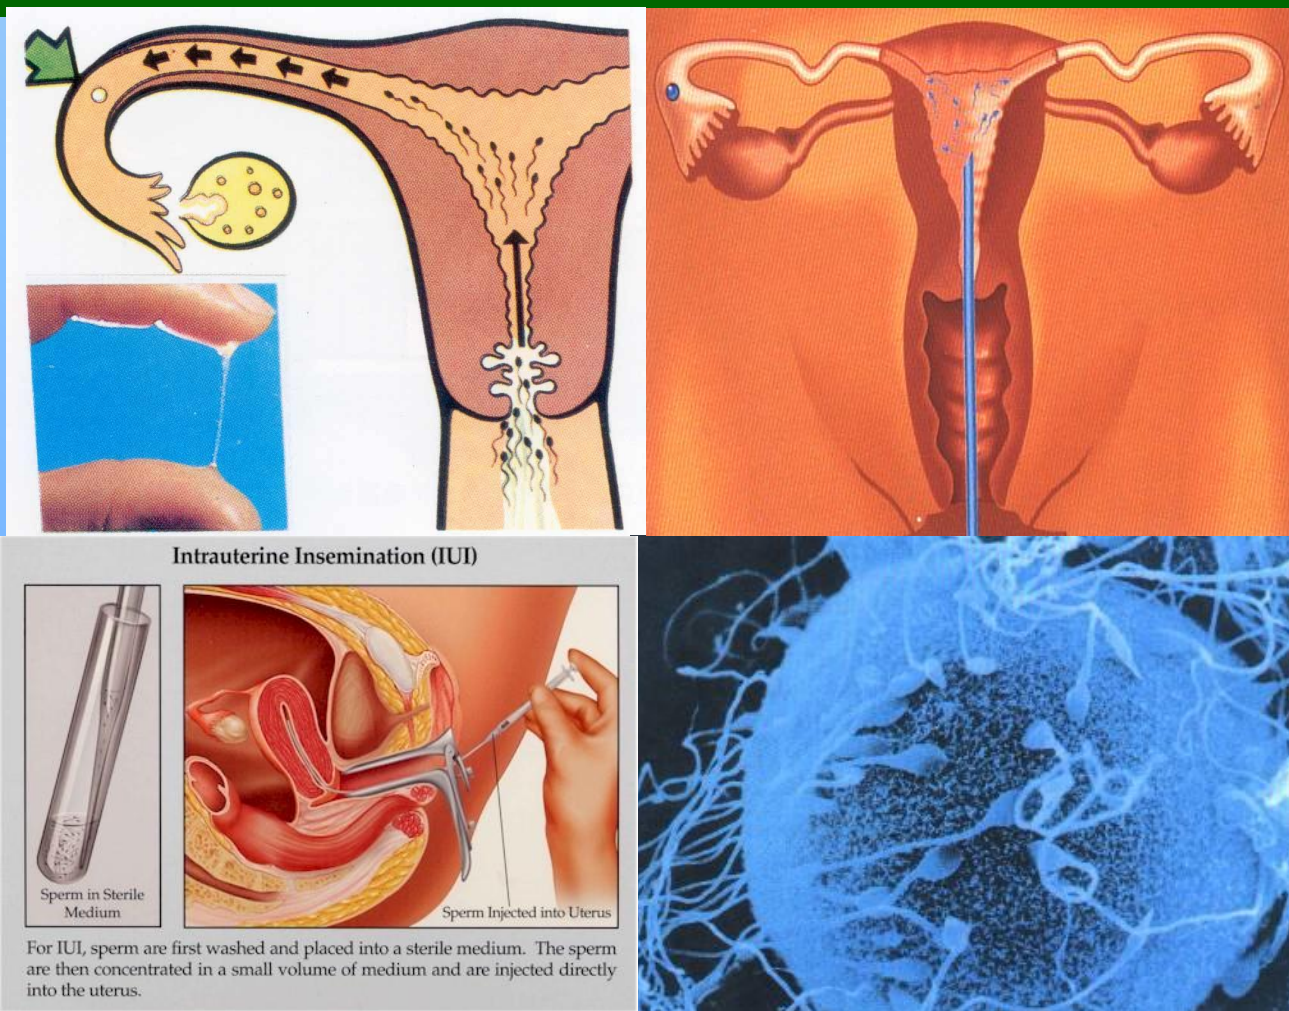 Intrauterine Insemination (IUI)
Sperm in Sterile
Medium
Sperm Injected into Uterus
For IUI, sperm are first washed and placed into a sterile medium. The sperm
are then concentrated in a small volume of medium and are injected directly
into the uterus.